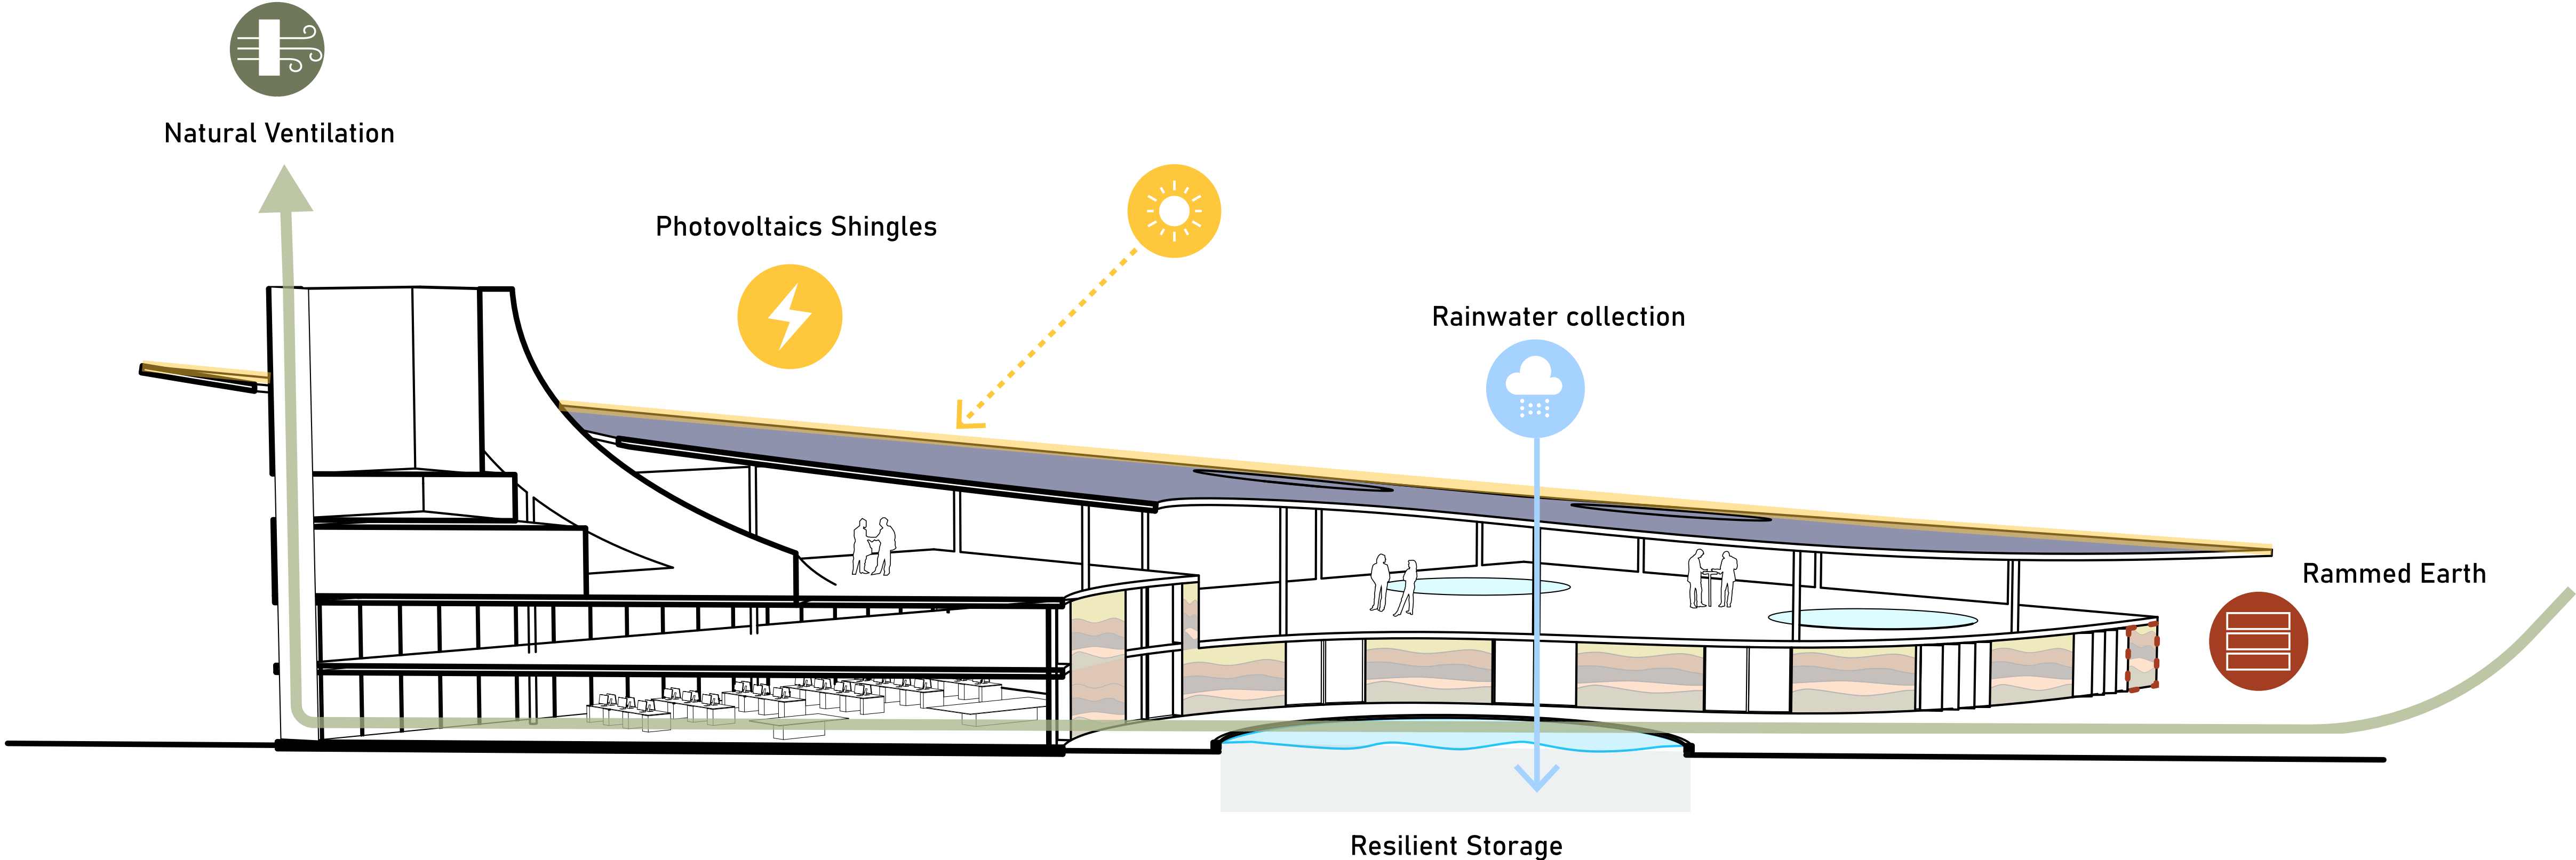 Natural Ventilation
Photovoltaics Shingles
Rainwater collection
Rammed Earth
Resilient Storage